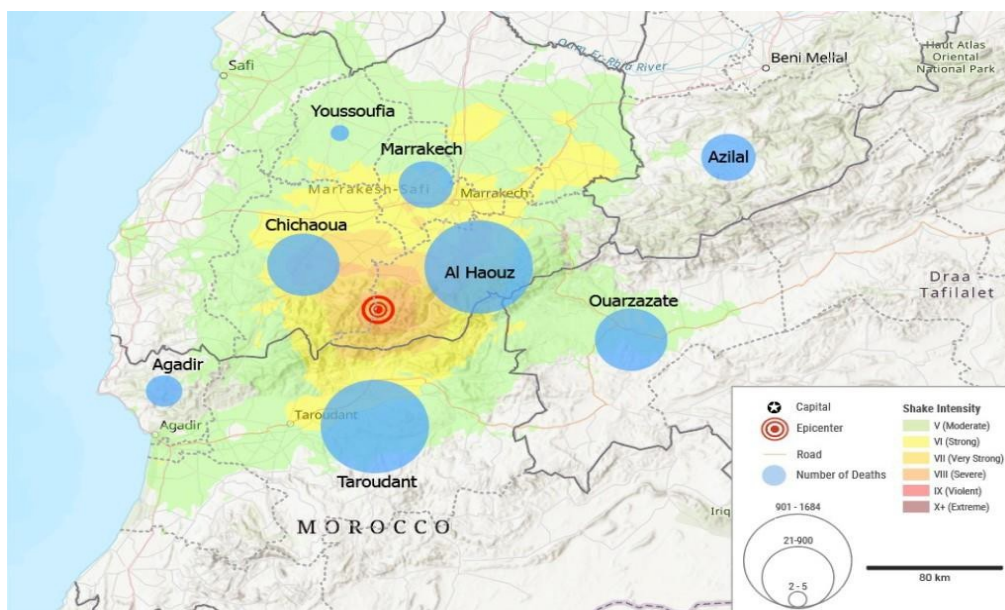 Safi
Oum Er-Rbia River
Beni Mellal
Haut Atlas
Oriental
National Park
Youssoufia
Marrakech
Azilal
Marrakesh-Safi
Marrakech
Chichaoua
Al Haouz
Draa -
Tafilalet
Ouarzazate
Agadir
Agadir
Taroudant
Taroudant
MOROCCO
Iriq
Capital
Epicenter
Road
Number of Deaths
901 - 1684
21-900
2 - 5
Shake Intensity
V (Moderate)
VI (Strong)
VII (Very Strong)
VIII (Severe)
IX (Violent)
X+ (Extreme)
80 km